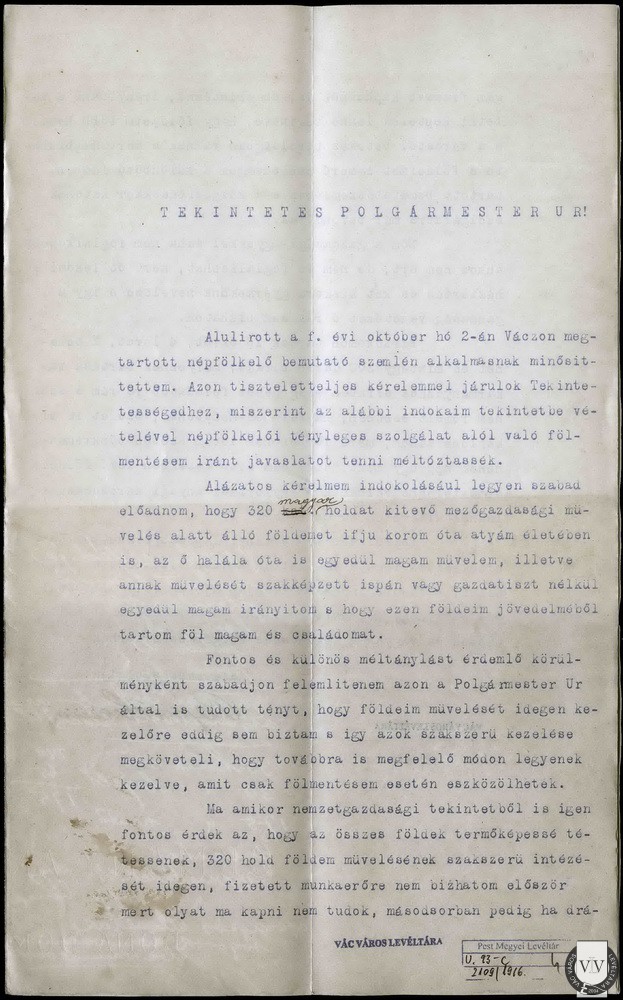 TEKINTETES POLGÁRMESTER UR!
Alulirott a f. évi október hó 2-án Váczon meg-
tartott népfölkelő bemutató szemlén alkalmasnak minősit-
tettem. Azon tiszteletteljes kérelemmel járulok Tekinte-
tességedhez, miszerint az alábbi indokaim tekintetbe vé-
telével népfölkelői tényleges szolgálat alól való föl-
mentésem iránt javaslatot tenni méltóztassék.
Alázatos kérelmem indokolásául legyen szabad
előadnom, hogy 320 magyar holdat kitevő mezőgazdasági mü-
velés alatt álló földemet ifju korom óta atyám életében
is, az ő halála óta is egyedül magam müvelem, illetve
annak müvelését szakképzett ispán vagy gazdatiszt nélkül
egyedül magam irányitom s hogy ezen földeim jövedelméből
tartom föl magam és családomat.
Fontos és különös méltánylást érdemlő körül-
ményként szabadjon felemlitenem azon a Polgármester Ur
által is tudott tényt, hogy földeim müvelését idegen ke-
zelőre eddig sem biztam s igy azok szakszerü kezelése
megköveteli, hogy továbbra is megfelelő módon legyenek
kezelve, amit csak fölmentésem esetén eszközölhetek.
Ma amikor nemzetgazdasági tekintetből is igen
fontos érdek az, hogy az összes földek termőképessé té-
tessenek, 320 hold földem müvelésének szakszerü intézé-
sét idegen, fizetett munkaerőre nem bizhatom először
mert olyat ma kapni nem tudok, másodsorban pedig ha drá-
VÁC VÁROS LEVÉLTÁRA
Pest Megyei Levéltár
U. 93-c
2109/1916.
VÁC VÁROS LEVÉLTÁRA